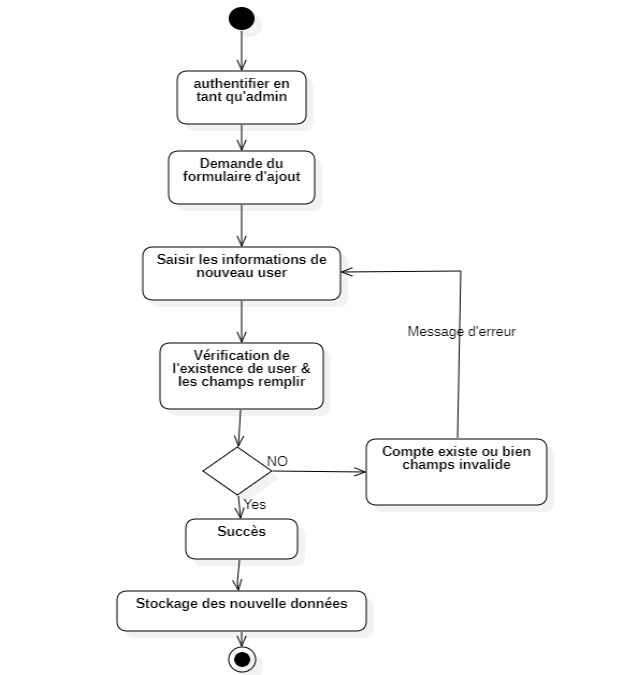 authentifier en
tant qu'admin
Demande du
formulaire d'ajout
Saisir les informations de
nouveau user
Message d'erreur
Vérification de
l'existence de user &
les champs remplir
NO
Compte existe ou bien
champs invalide
Yes
Succès
Stockage des nouvelle données